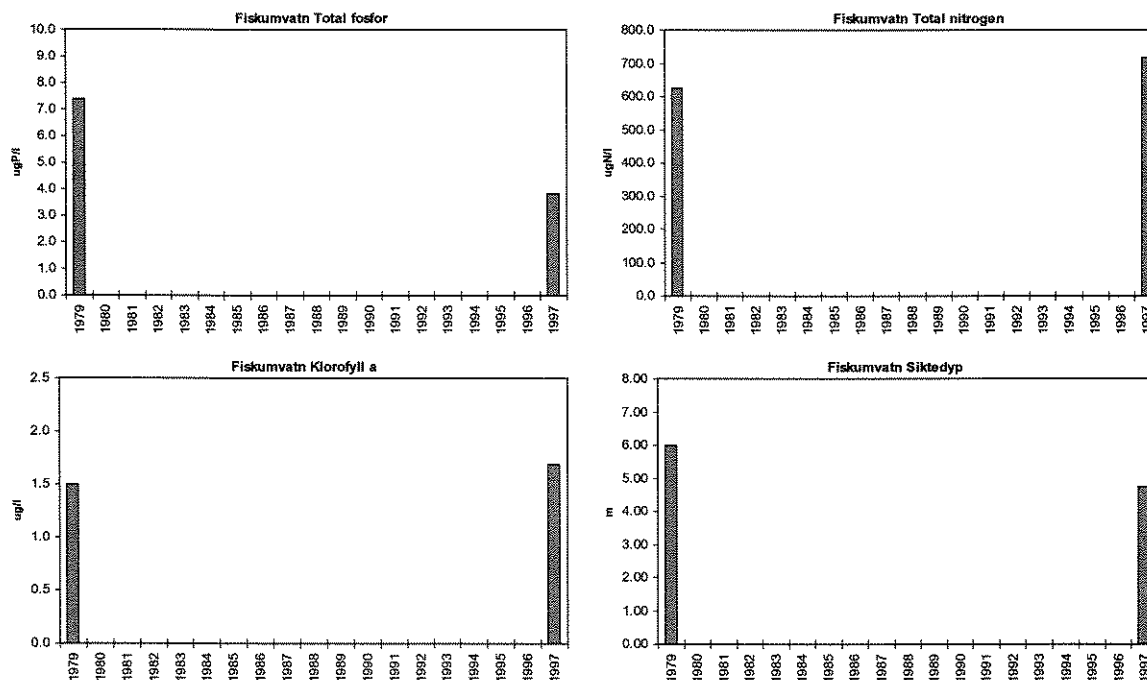 Fiskumvatn Total fosfor
10.0
9.0
8.0
7.0
6.0
5.0
4.0
3.0
2.0
1.0
0.0
ugP/l
1979 1980 1981 1982 1983 1984 1985 1986 1987 1988 1989 1990 1991 1992 1993 1994 1995 1996 1997
Fiskumvatn Total nitrogen
800.0
700.0
600.0
500.0
400.0
300.0
200.0
100.0
0.0
ugN/l
1979 1980 1981 1982 1983 1984 1985 1986 1987 1988 1989 1990 1991 1992 1993 1994 1995 1996 1997
Fiskumvatn Klorofyll a
2.5
2.0
1.5
1.0
0.5
0.0
ug/l
1979 1980 1981 1982 1983 1984 1985 1986 1987 1988 1989 1990 1991 1992 1993 1994 1995 1996 1997
Fiskumvatn Siktedyp
8.00
7.00
6.00
5.00
4.00
3.00
2.00
1.00
0.00
m
1979 1980 1981 1982 1983 1984 1985 1986 1987 1988 1989 1990 1991 1992 1993 1994 1995 1996 1997